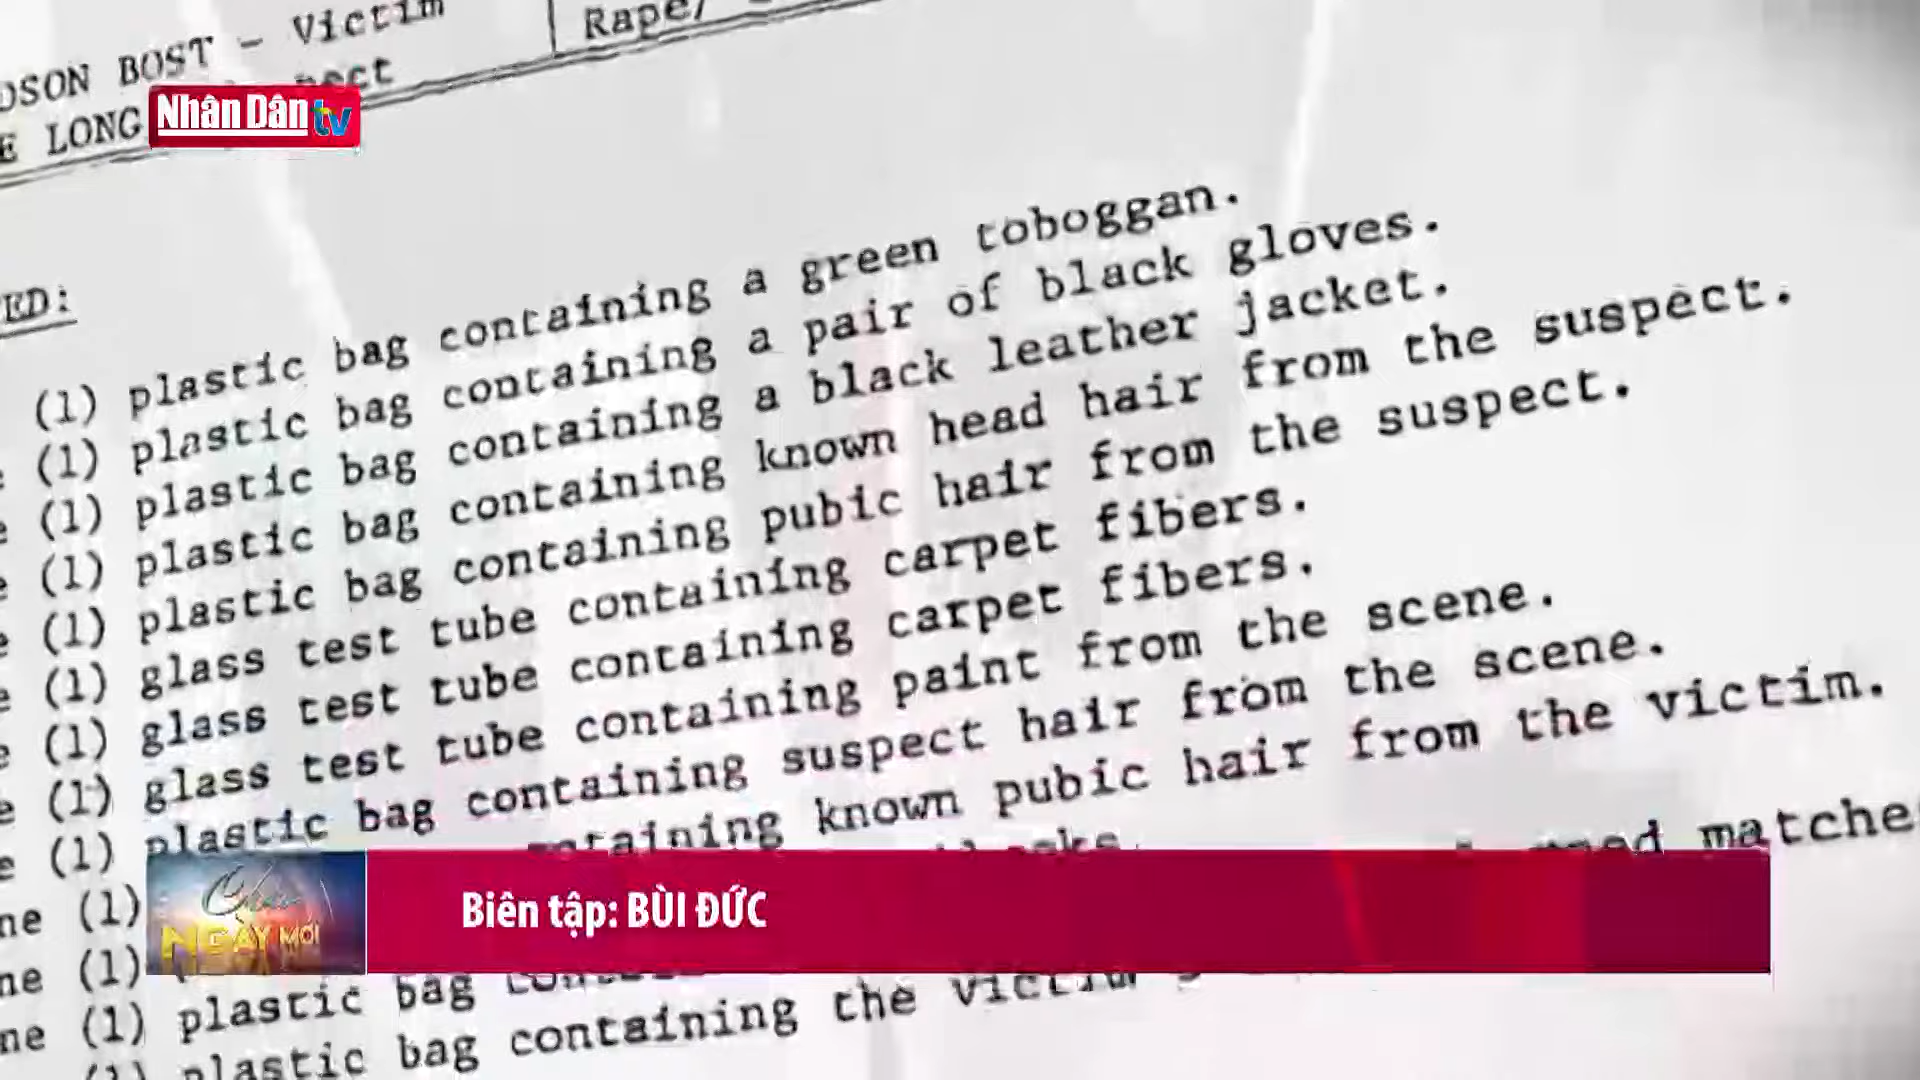 DSON BOST - Victim
Rape/
E LONG
Nhân Dân tv
ED:
(1) plastic bag containing a green toboggan.
(1) plastic bag containing a pair of black gloves.
(1) plastic bag containing a black leather jacket.
(1) plastic bag containing known head hair from the suspect.
(1) plastic bag containing pubic hair from the suspect.
(1) glass test tube containing carpet fibers.
(1) glass test tube containing carpet fibers.
(1) glass test tube containing paint from the scene.
(1) plastic bag containing suspect hair from the scene.
(1) containing known pubic hair from the victim.
ne (1) matche
Chào
NGÀY MỚI
Biên tập: BÙI ĐỨC
ne (1) plastic bag
(1) plastic bag containing the victim